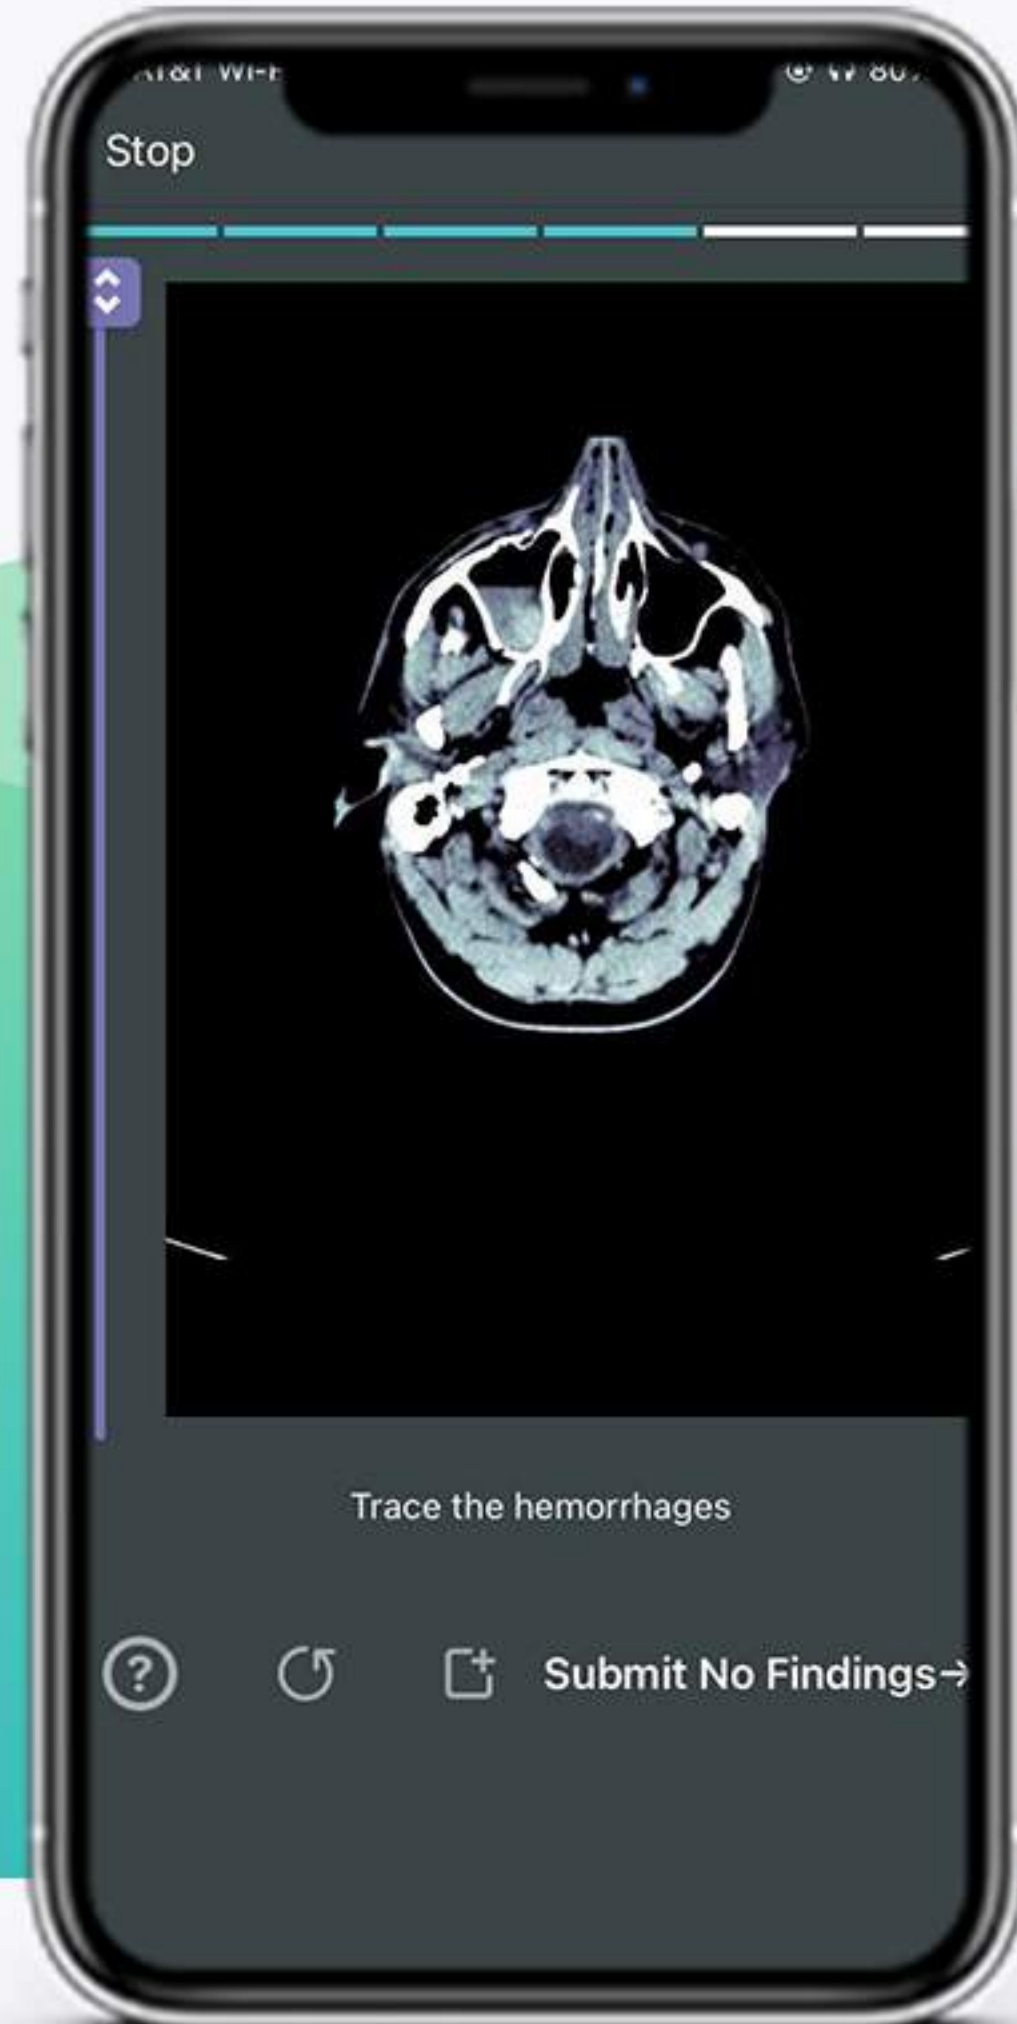 Stop
Trace the hemorrhages
Submit No Findings→